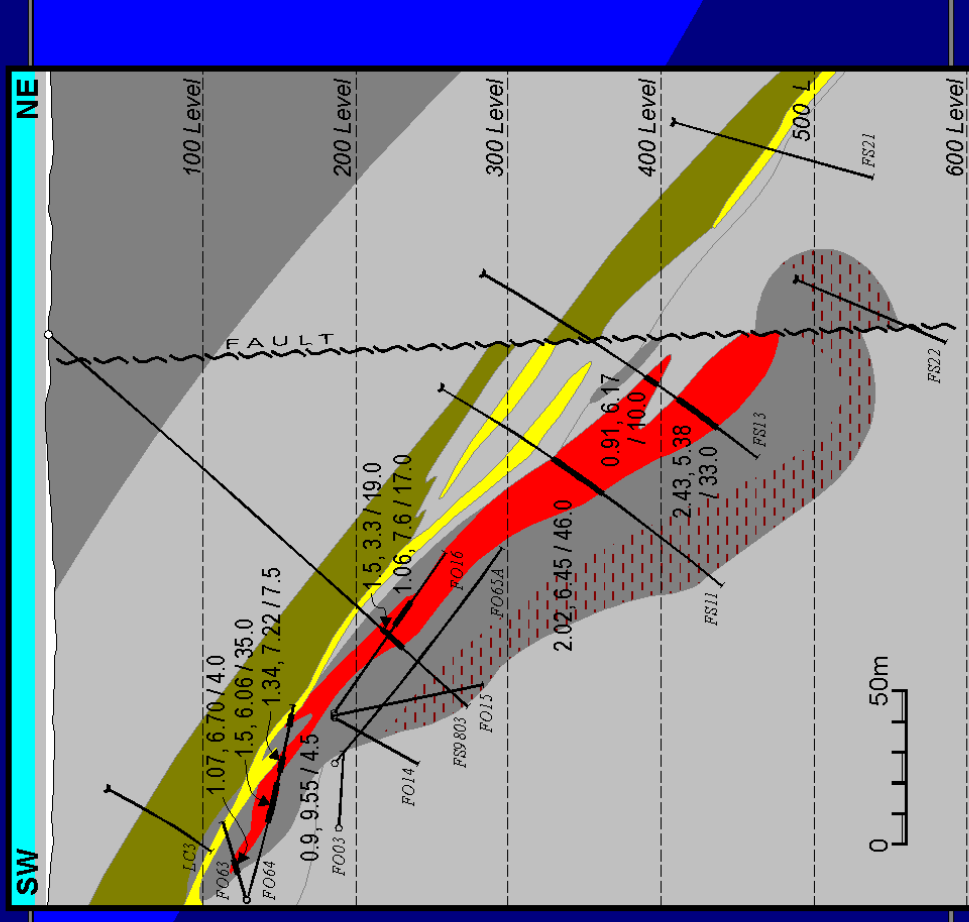 SW
NE
100 Level
200 Level
300 Level
400 Level
500 L
600 Level
FAULT
1.07, 6.70 / 4.0
1.5, 6.06 / 35.0
1.34, 7.22 / 7.5
0.9, 9.55 / 4.5
1.5, 3.3 / 19.0
1.06, 7.6 / 17.0
2.02, 6.45 / 46.0
0.91, 6.17
/ 10.0
2.43, 5.38
/ 33.0
LC3
FO63
FO64
FO03
FO14
FS9803
FO15
FO16
FO65A
FS11
FS13
FS22
FS21
0
50m